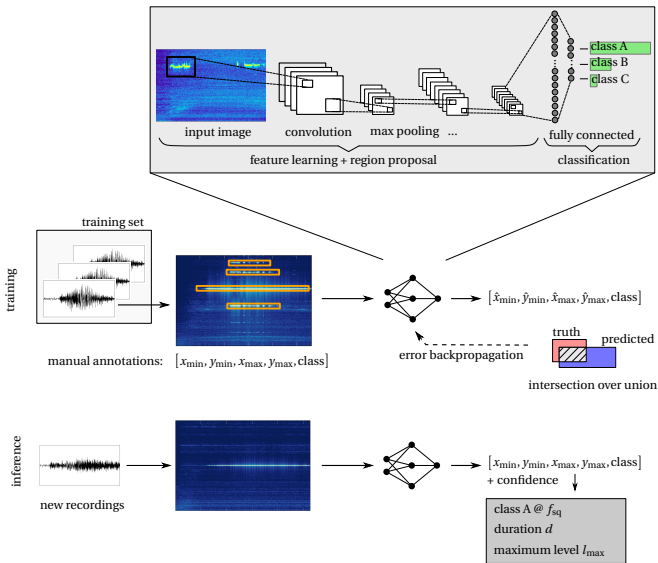 class A
class B
class C
input image
convolution
max pooling
...
fully connected
feature learning + region proposal
classification
training set
training
[x̂min, ŷmin, x̂max, ŷmax, class]
manual annotations: [xmin, ymin, xmax, ymax, class]
error backpropagation
truth
predicted
intersection over union
inference
new recordings
[xmin, ymin, xmax, ymax, class]
+ confidence
class A @ fsq
duration d
maximum level lmax